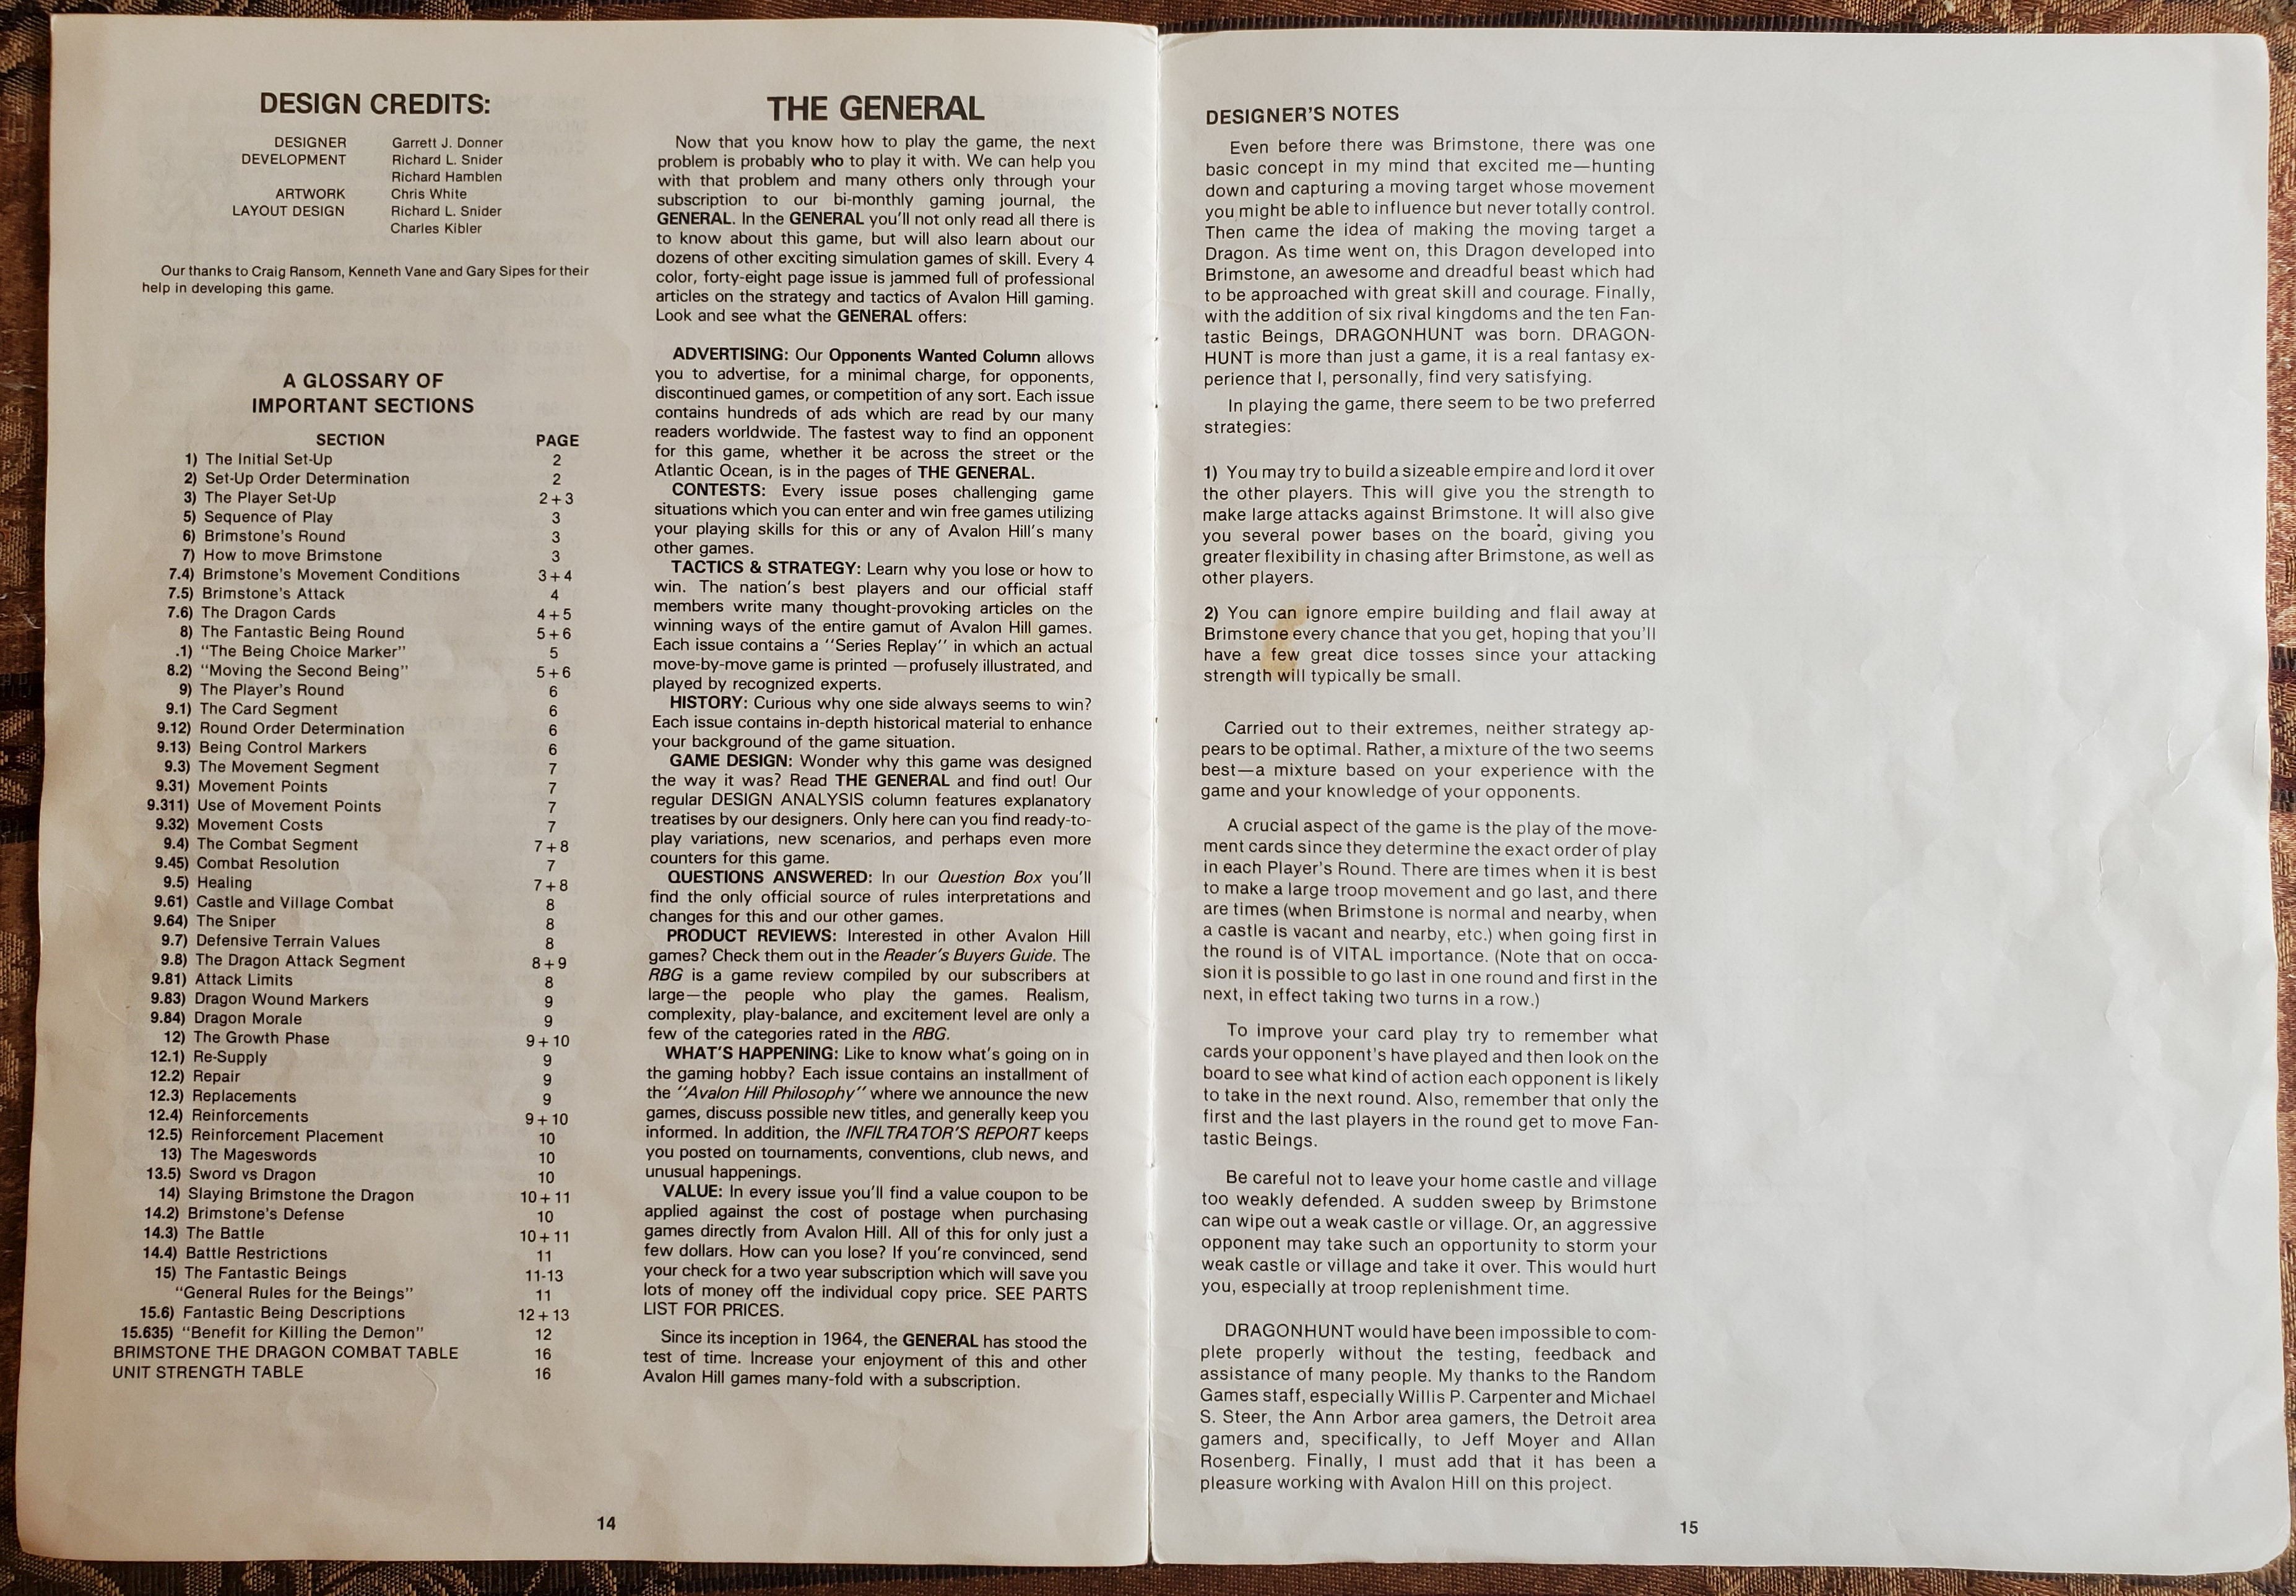 DESIGN CREDITS:
DESIGNER Garrett J. Donner
DEVELOPMENT Richard L. Snider
Richard Hamblen
ARTWORK Chris White
LAYOUT DESIGN Richard L. Snider
Charles Kibler
Our thanks to Craig Ransom, Kenneth Vane and Gary Sipes for their
help in developing this game.
A GLOSSARY OF
IMPORTANT SECTIONS
SECTION PAGE
1) The Initial Set-Up 2
2) Set-Up Order Determination 2
3) The Player Set-Up 2+3
5) Sequence of Play 3
6) Brimstone's Round 3
7) How to move Brimstone 3
7.4) Brimstone's Movement Conditions 3+4
7.5) Brimstone's Attack 4
7.6) The Dragon Cards 4+5
8) The Fantastic Being Round 5+6
.1) "The Being Choice Marker" 5
8.2) "Moving the Second Being" 5+6
9) The Player's Round 6
9.1) The Card Segment 6
9.12) Round Order Determination 6
9.13) Being Control Markers 6
9.3) The Movement Segment 7
9.31) Movement Points 7
9.311) Use of Movement Points 7
9.32) Movement Costs 7
9.4) The Combat Segment 7+8
9.45) Combat Resolution 7
9.5) Healing 7+8
9.61) Castle and Village Combat 8
9.64) The Sniper 8
9.7) Defensive Terrain Values 8
9.8) The Dragon Attack Segment 8+9
9.81) Attack Limits 8
9.83) Dragon Wound Markers 9
9.84) Dragon Morale 9
12) The Growth Phase 9+10
12.1) Re-Supply 9
12.2) Repair 9
12.3) Replacements 9
12.4) Reinforcements 9+10
12.5) Reinforcement Placement 10
13) The Mageswords 10
13.5) Sword vs Dragon 10
14) Slaying Brimstone the Dragon 10+11
14.2) Brimstone's Defense 10
14.3) The Battle 10+11
14.4) Battle Restrictions 11
15) The Fantastic Beings 11-13
"General Rules for the Beings" 11
15.6) Fantastic Being Descriptions 12+13
15.635) "Benefit for Killing the Demon" 12
BRIMSTONE THE DRAGON COMBAT TABLE 16
UNIT STRENGTH TABLE 16
THE GENERAL
Now that you know how to play the game, the next
problem is probably who to play it with. We can help you
with that problem and many others only through your
subscription to our bi-monthly gaming journal, the
GENERAL. In the GENERAL you'll not only read all there is
to know about this game, but will also learn about our
dozens of other exciting simulation games of skill. Every 4
color, forty-eight page issue is jammed full of professional
articles on the strategy and tactics of Avalon Hill gaming.
Look and see what the GENERAL offers:
ADVERTISING: Our Opponents Wanted Column allows
you to advertise, for a minimal charge, for opponents,
discontinued games, or competition of any sort. Each issue
contains hundreds of ads which are read by our many
readers worldwide. The fastest way to find an opponent
for this game, whether it be across the street or the
Atlantic Ocean, is in the pages of THE GENERAL.
CONTESTS: Every issue poses challenging game
situations which you can enter and win free games utilizing
your playing skills for this or any of Avalon Hill's many
other games.
TACTICS & STRATEGY: Learn why you lose or how to
win. The nation's best players and our official staff
members write many thought-provoking articles on the
winning ways of the entire gamut of Avalon Hill games.
Each issue contains a "Series Replay" in which an actual
move-by-move game is printed —profusely illustrated, and
played by recognized experts.
HISTORY: Curious why one side always seems to win?
Each issue contains in-depth historical material to enhance
your background of the game situation.
GAME DESIGN: Wonder why this game was designed
the way it was? Read THE GENERAL and find out! Our
regular DESIGN ANALYSIS column features explanatory
treatises by our designers. Only here can you find ready-to-
play variations, new scenarios, and perhaps even more
counters for this game.
QUESTIONS ANSWERED: In our Question Box you'll
find the only official source of rules interpretations and
changes for this and our other games.
PRODUCT REVIEWS: Interested in other Avalon Hill
games? Check them out in the Reader's Buyers Guide. The
RBG is a game review compiled by our subscribers at
large—the people who play the games. Realism,
complexity, play-balance, and excitement level are only a
few of the categories rated in the RBG.
WHAT'S HAPPENING: Like to know what's going on in
the gaming hobby? Each issue contains an installment of
the "Avalon Hill Philosophy" where we announce the new
games, discuss possible new titles, and generally keep you
informed. In addition, the INFILTRATOR'S REPORT keeps
you posted on tournaments, conventions, club news, and
unusual happenings.
VALUE: In every issue you'll find a value coupon to be
applied against the cost of postage when purchasing
games directly from Avalon Hill. All of this for only just a
few dollars. How can you lose? If you're convinced, send
your check for a two year subscription which will save you
lots of money off the individual copy price. SEE PARTS
LIST FOR PRICES.
Since its inception in 1964, the GENERAL has stood the
test of time. Increase your enjoyment of this and other
Avalon Hill games many-fold with a subscription.
14
DESIGNER'S NOTES
Even before there was Brimstone, there was one
basic concept in my mind that excited me—hunting
down and capturing a moving target whose movement
you might be able to influence but never totally control.
Then came the idea of making the moving target a
Dragon. As time went on, this Dragon developed into
Brimstone, an awesome and dreadful beast which had
to be approached with great skill and courage. Finally,
with the addition of six rival kingdoms and the ten Fan-
tastic Beings, DRAGONHUNT was born. DRAGON-
HUNT is more than just a game, it is a real fantasy ex-
perience that I, personally, find very satisfying.
In playing the game, there seem to be two preferred
strategies:
1) You may try to build a sizeable empire and lord it over
the other players. This will give you the strength to
make large attacks against Brimstone. It will also give
you several power bases on the board, giving you
greater flexibility in chasing after Brimstone, as well as
other players.
2) You can ignore empire building and flail away at
Brimstone every chance that you get, hoping that you'll
have a few great dice tosses since your attacking
strength will typically be small.
Carried out to their extremes, neither strategy ap-
pears to be optimal. Rather, a mixture of the two seems
best—a mixture based on your experience with the
game and your knowledge of your opponents.
A crucial aspect of the game is the play of the move-
ment cards since they determine the exact order of play
in each Player's Round. There are times when it is best
to make a large troop movement and go last, and there
are times (when Brimstone is normal and nearby, when
a castle is vacant and nearby, etc.) when going first in
the round is of VITAL importance. (Note that on occa-
sion it is possible to go last in one round and first in the
next, in effect taking two turns in a row.)
To improve your card play try to remember what
cards your opponent's have played and then look on the
board to see what kind of action each opponent is likely
to take in the next round. Also, remember that only the
first and the last players in the round get to move Fan-
tastic Beings.
Be careful not to leave your home castle and village
too weakly defended. A sudden sweep by Brimstone
can wipe out a weak castle or village. Or, an aggressive
opponent may take such an opportunity to storm your
weak castle or village and take it over. This would hurt
you, especially at troop replenishment time.
DRAGONHUNT would have been impossible to com-
plete properly without the testing, feedback and
assistance of many people. My thanks to the Random
Games staff, especially Willis P. Carpenter and Michael
S. Steer, the Ann Arbor area gamers, the Detroit area
gamers and, specifically, to Jeff Moyer and Allan
Rosenberg. Finally, I must add that it has been a
pleasure working with Avalon Hill on this project.
15